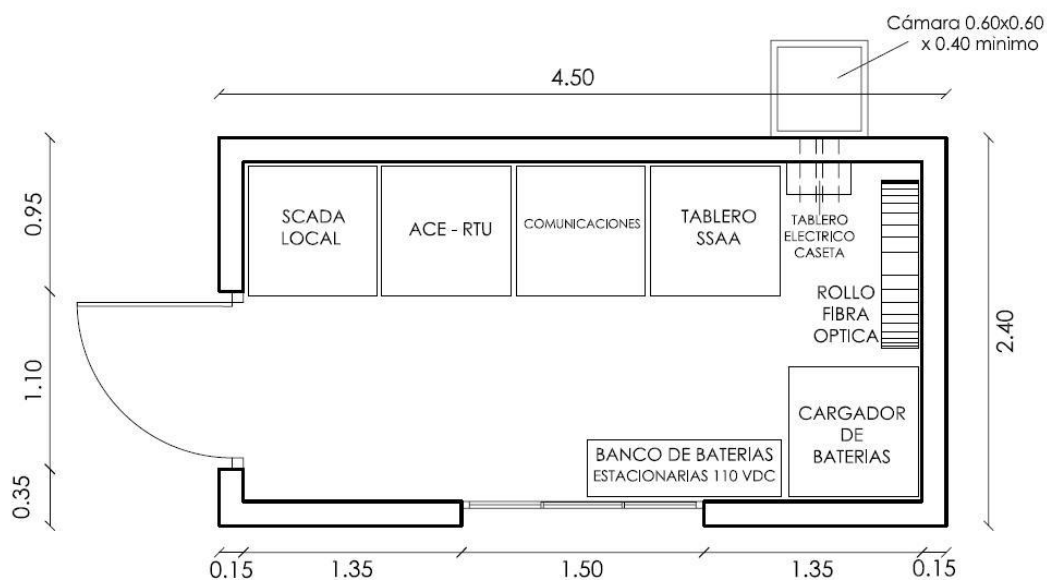 Cámara 0.60x0.60
x 0.40 minimo
4.50
0.95
1.10
0.35
SCADA
LOCAL
ACE - RTU
COMUNICACIONES
TABLERO
SSAA
TABLERO
ELECTRICO
CASETA
ROLLO
FIBRA
OPTICA
2.40
CARGADOR
DE
BATERIAS
BANCO DE BATERIAS
ESTACIONARIAS 110 VDC
0.15
1.35
1.50
1.35
0.15